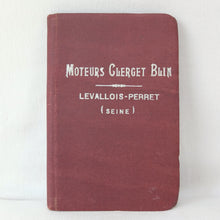 MOTEURS CLERGET BLIN
LEVALLOIS-PERRET
(SEINE)